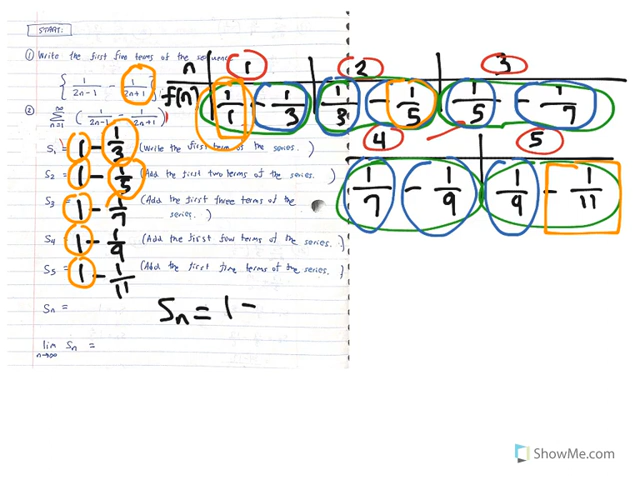 START:
① Write the first five terms of the sequence
{ 1/(2n-1) - 1/(2n+1) }
② ∞ Σ n=1 ( 1/(2n-1) - 1/(2n+1) )
S₁ = 1 - 1/3 (Write the first term of the series. )
S₂ = 1 - 1/5 (Add the first two terms of the series. )
S₃ = 1 - 1/7 (Add the first three terms of the series. )
S₄ = 1 - 1/9 (Add the first four terms of the series. )
S₅ = 1 - 1/11 (Add the first five terms of the series. )
Sn =
Sn = 1 -
lim n→∞ Sn =
n 1 2 3
f(n) 1/1 - 1/3 1/3 - 1/5 1/5 - 1/7
4 5
1/7 - 1/9 1/9 - 1/11
ShowMe.com